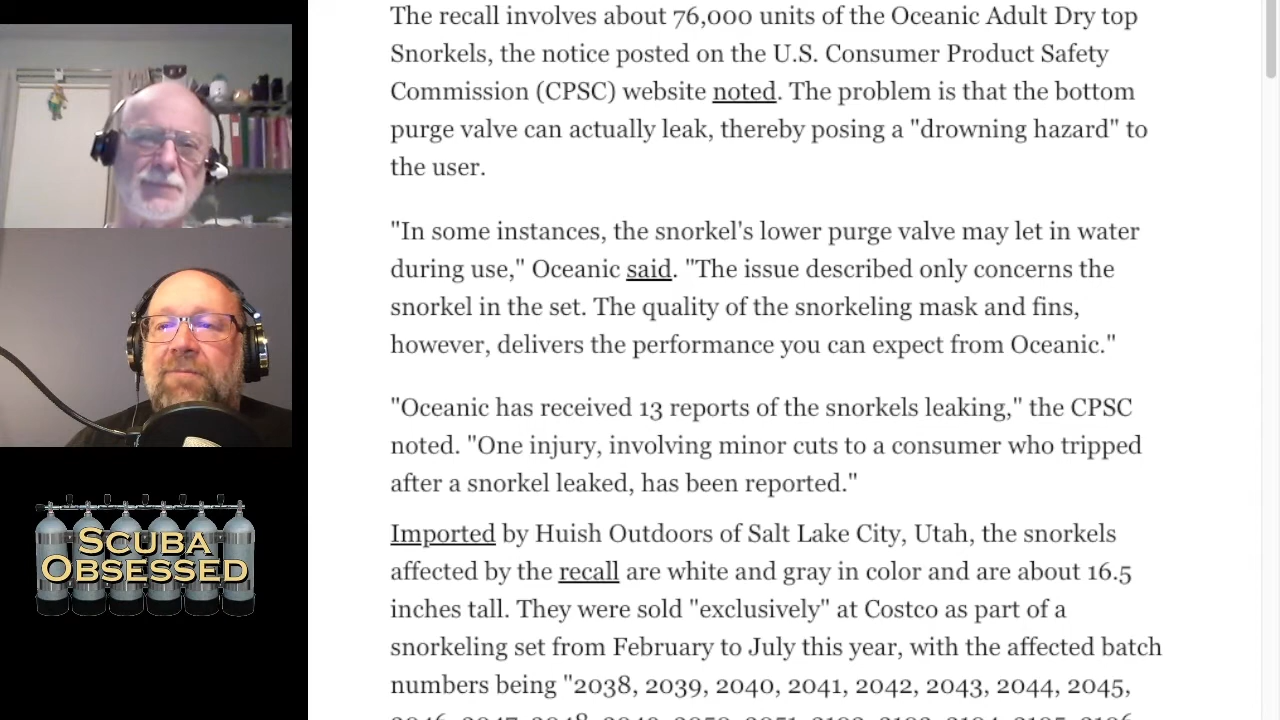 The recall involves about 76,000 units of the Oceanic Adult Dry top
Snorkels, the notice posted on the U.S. Consumer Product Safety
Commission (CPSC) website noted. The problem is that the bottom
purge valve can actually leak, thereby posing a "drowning hazard" to
the user.
"In some instances, the snorkel's lower purge valve may let in water
during use," Oceanic said. "The issue described only concerns the
snorkel in the set. The quality of the snorkeling mask and fins,
however, delivers the performance you can expect from Oceanic."
"Oceanic has received 13 reports of the snorkels leaking," the CPSC
noted. "One injury, involving minor cuts to a consumer who tripped
after a snorkel leaked, has been reported."
Imported by Huish Outdoors of Salt Lake City, Utah, the snorkels
affected by the recall are white and gray in color and are about 16.5
inches tall. They were sold "exclusively" at Costco as part of a
snorkeling set from February to July this year, with the affected batch
numbers being "2038, 2039, 2040, 2041, 2042, 2043, 2044, 2045,
SCUBA
OBSESSED